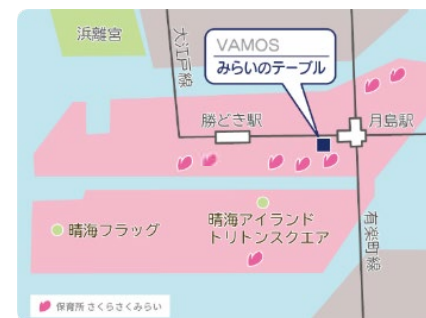 浜離宮
大江戸線
VAMOS
みらいのテーブル
勝どき駅
月島駅
晴海フラッグ
晴海アイランド
トリトンスクエア
有楽町線
保育所 さくらさくみらい